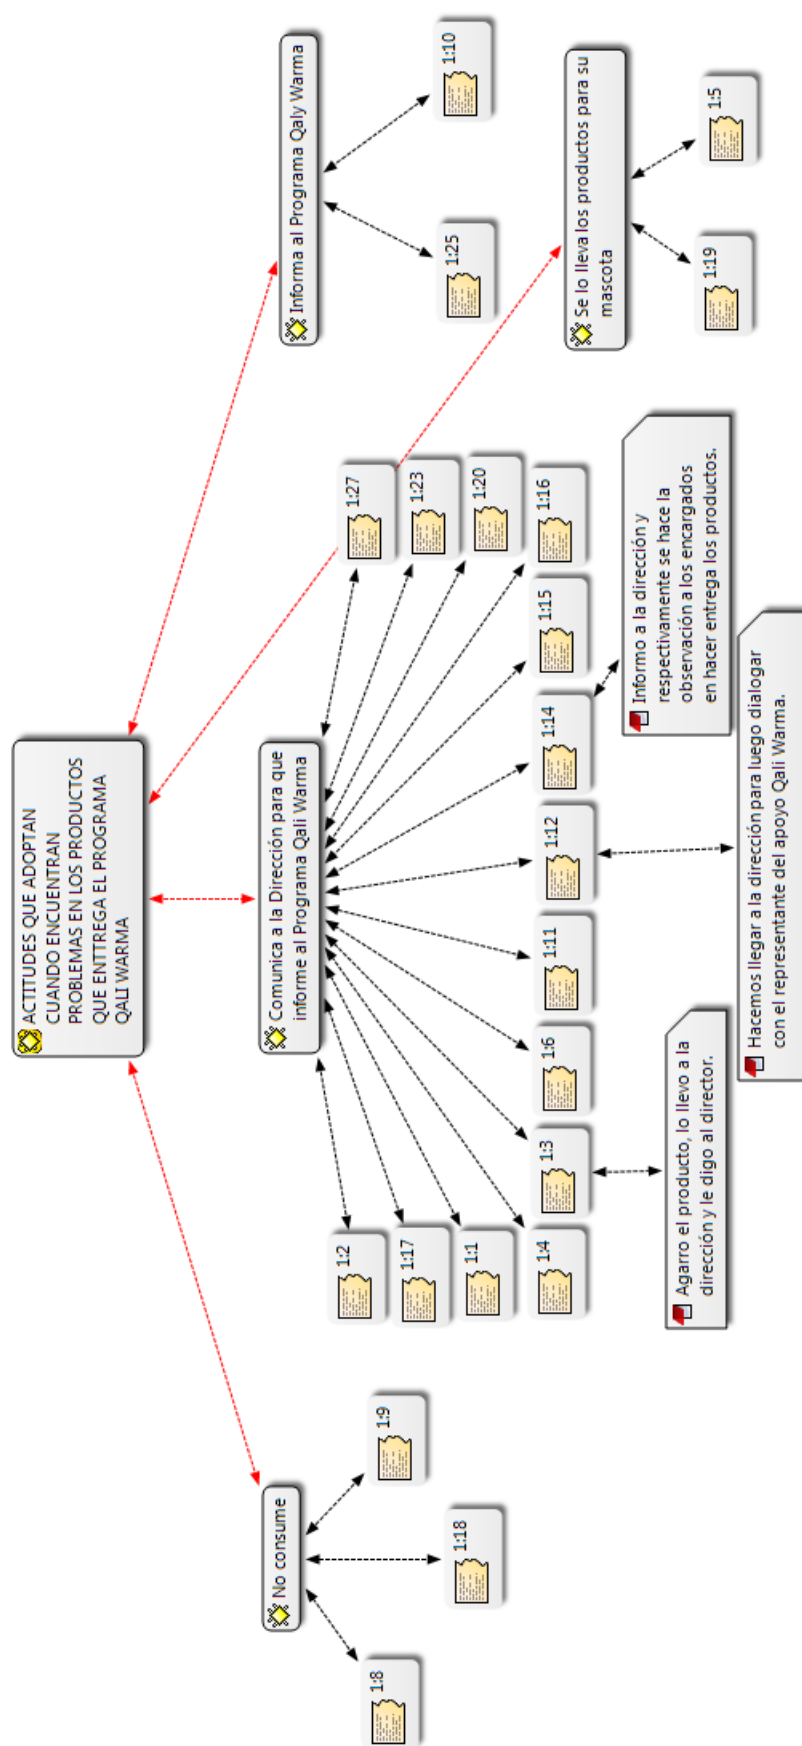 ACTITUDES QUE ADOPTAN
CUANDO ENCUENTRAN
PROBLEMAS EN LOS PRODUCTOS
QUE ENTTREGA EL PROGRAMA
QALI WARMA
No consume
1:8
1:18
1:9
Comunica a la Dirección para que
informe al Programa Qali Warma
1:2
1:17
1:1
1:4
1:3
1:6
1:11
1:12
1:14
1:15
1:16
1:20
1:23
1:27
Agarro el producto, lo llevo a la
dirección y le digo al director.
Hacemos llegar a la dirección para luego dialogar
con el representante del apoyo Qali Warma.
Informo a la dirección y
respectivamente se hace la
observación a los encargados
en hacer entrega los productos.
Informa al Programa Qaly Warma
1:25
1:10
Se lo lleva los productos para su
mascota
1:19
1:5